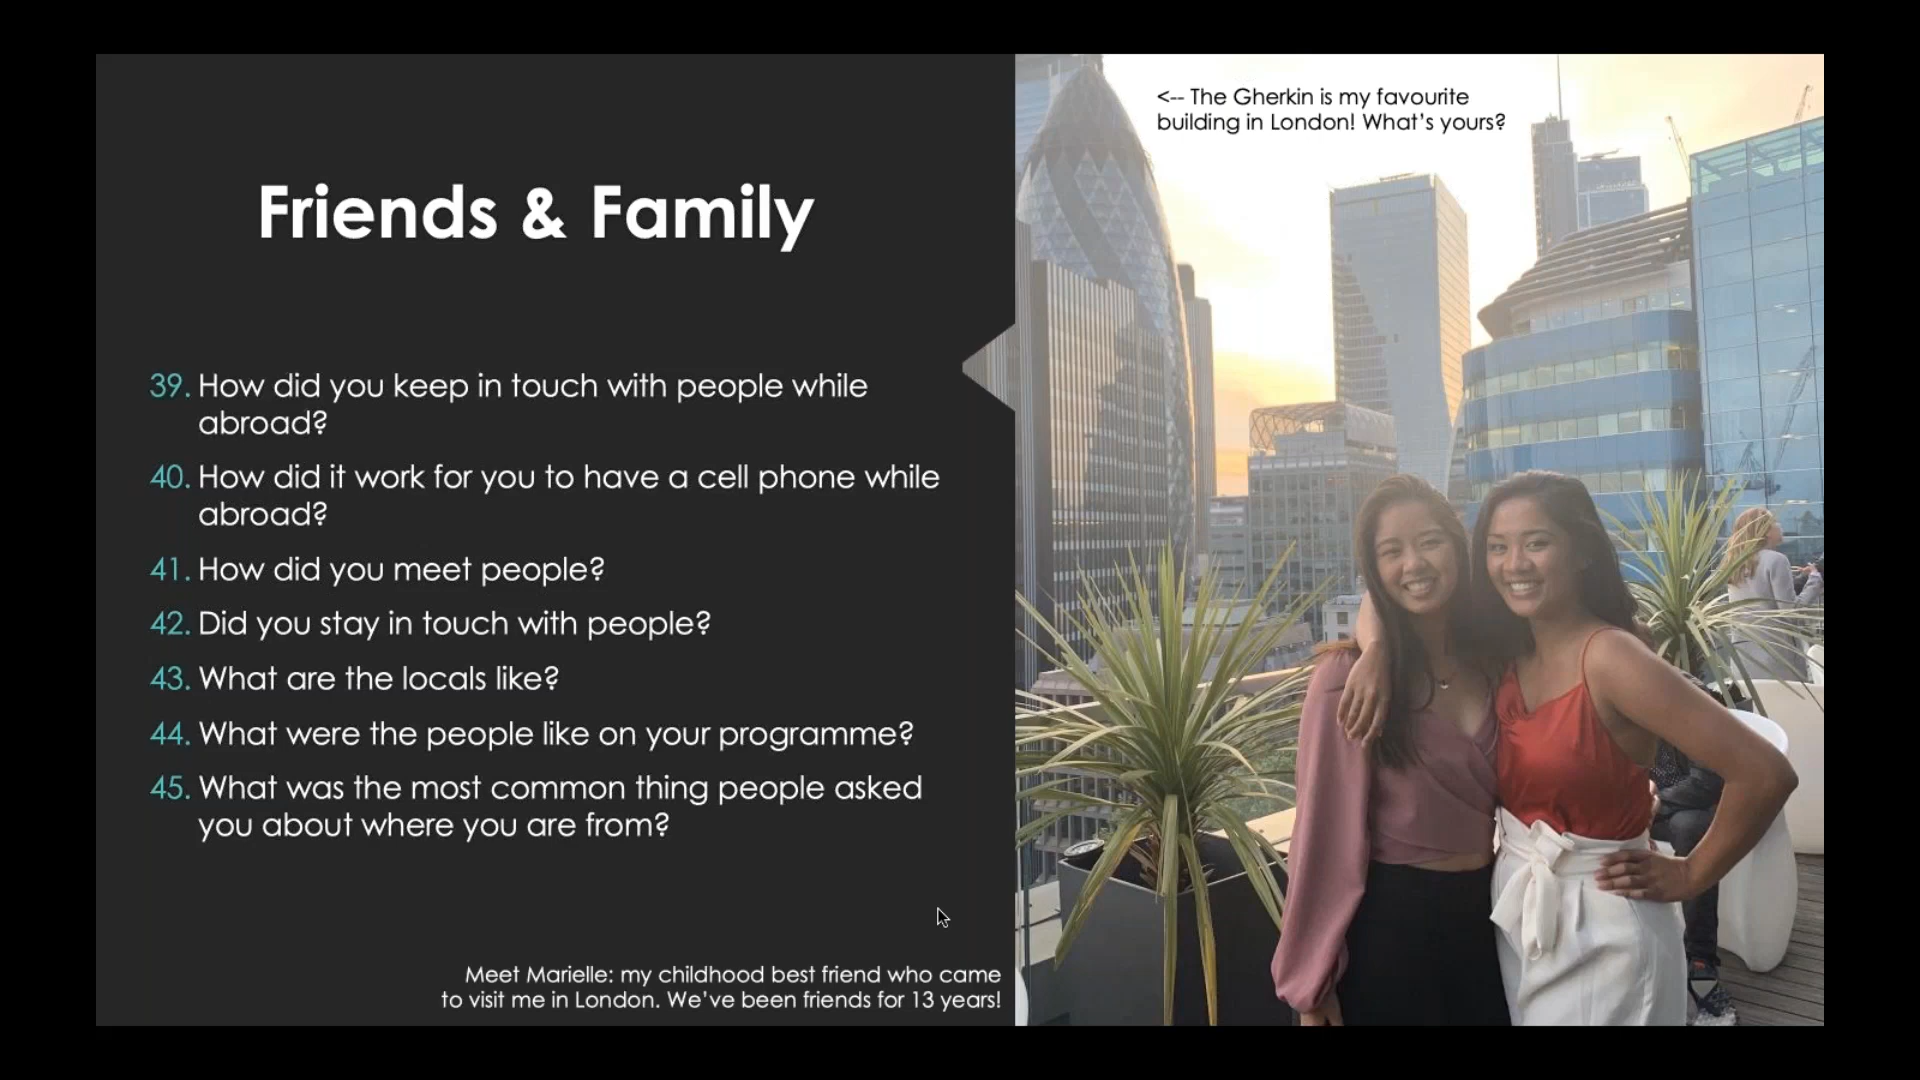 Friends & Family
39. How did you keep in touch with people while
abroad?
40. How did it work for you to have a cell phone while
abroad?
41. How did you meet people?
42. Did you stay in touch with people?
43. What are the locals like?
44. What were the people like on your programme?
45. What was the most common thing people asked
you about where you are from?
Meet Marielle: my childhood best friend who came
to visit me in London. We've been friends for 13 years!
<-- The Gherkin is my favourite
building in London! What's yours?